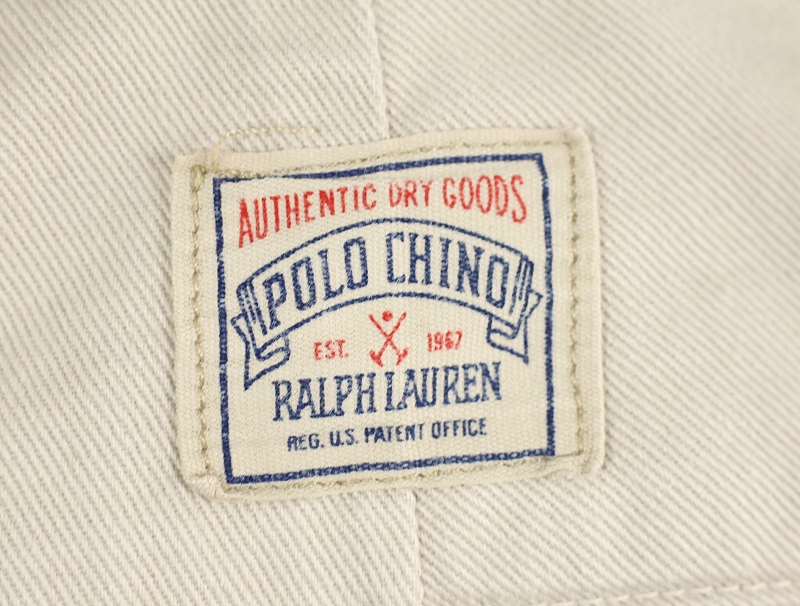 AUTHENTIC DRY GOODS
POLO CHINO
EST. 1967
RALPH LAUREN
REG. U.S. PATENT OFFICE